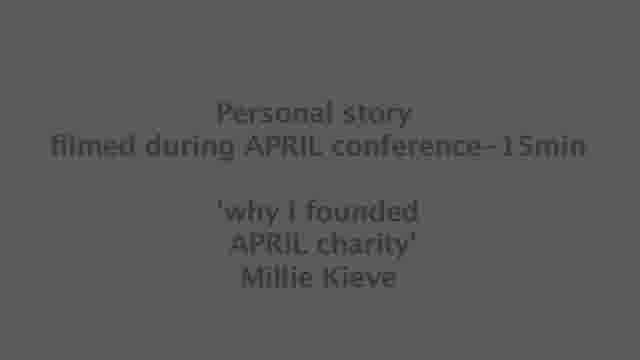 Personal story
filmed during APRIL conference-15min
'why I founded
APRIL charity'
Millie Kieve